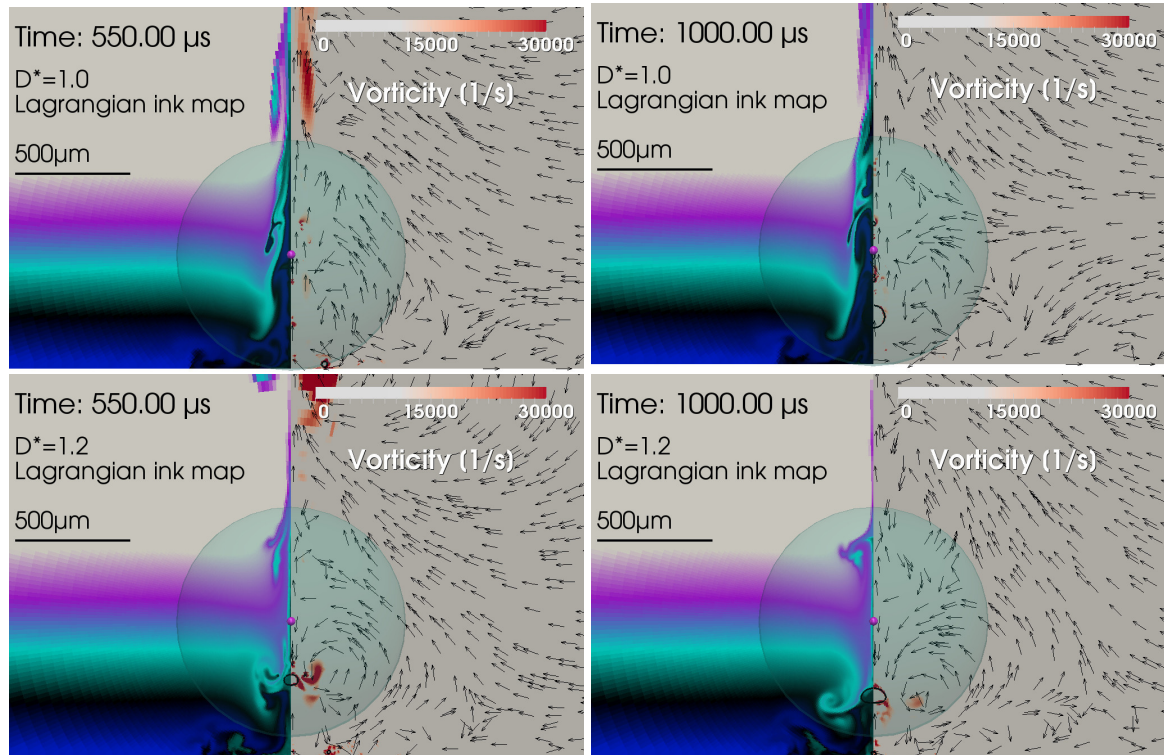 Time: 550.00 µs
D*=1.0
Lagrangian ink map
500µm
0 15000 30000
Vorticity (1/s)
Time: 1000.00 µs
D*=1.0
Lagrangian ink map
500µm
0 15000 30000
Vorticity (1/s)
Time: 550.00 µs
D*=1.2
Lagrangian ink map
500µm
0 15000 30000
Vorticity (1/s)
Time: 1000.00 µs
D*=1.2
Lagrangian ink map
500µm
0 15000 30000
Vorticity (1/s)